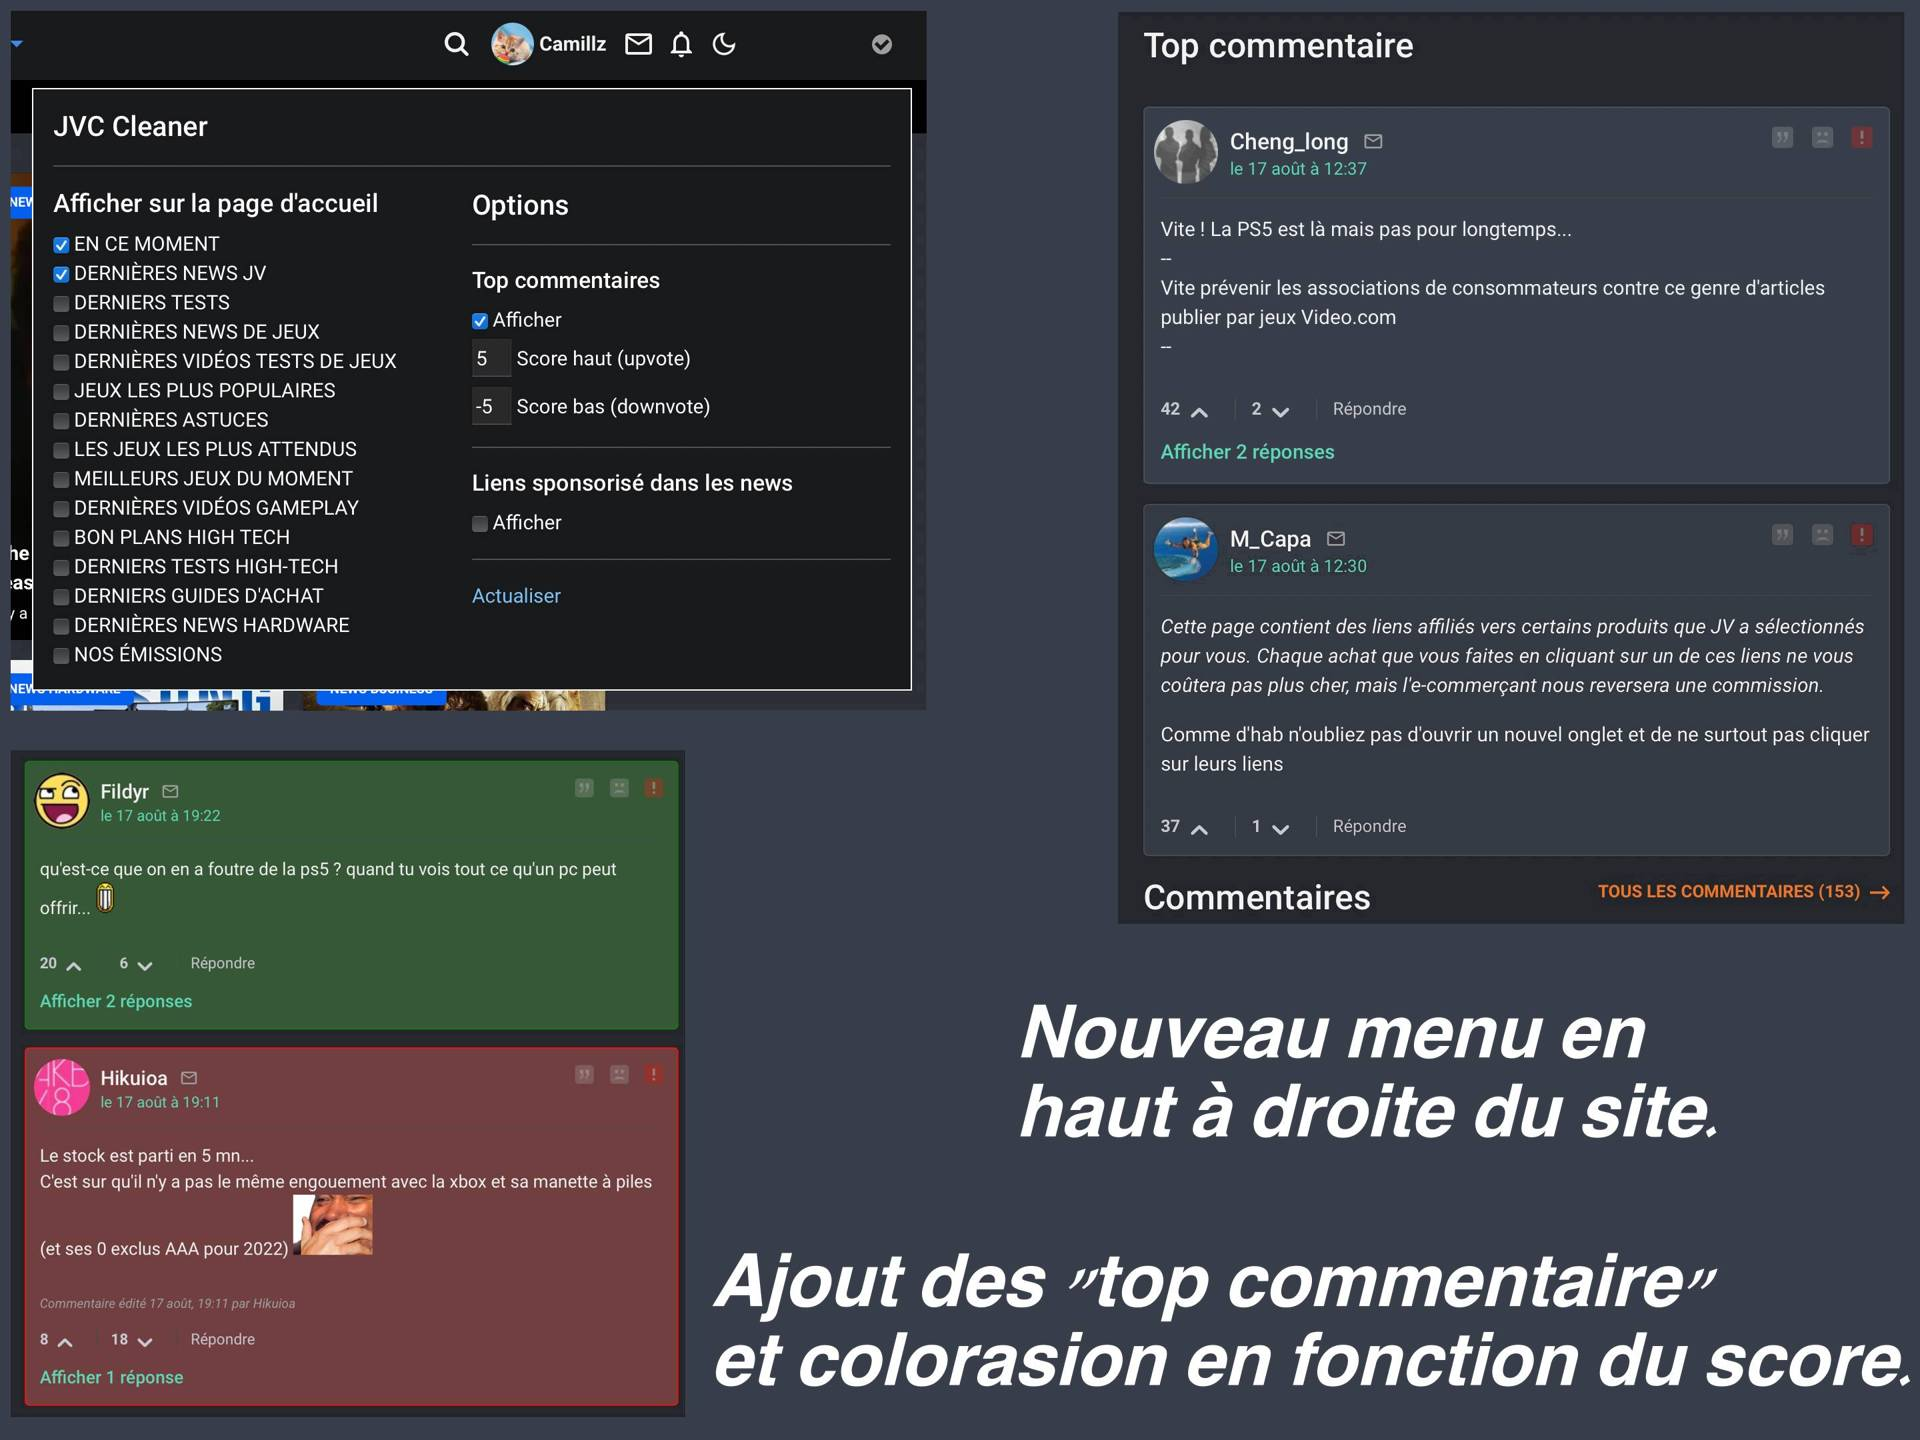 Camillz
JVC Cleaner
Afficher sur la page d'accueil
EN CE MOMENT
DERNIÈRES NEWS JV
DERNIERS TESTS
DERNIÈRES NEWS DE JEUX
DERNIÈRES VIDÉOS TESTS DE JEUX
JEUX LES PLUS POPULAIRES
DERNIÈRES ASTUCES
LES JEUX LES PLUS ATTENDUS
MEILLEURS JEUX DU MOMENT
DERNIÈRES VIDÉOS GAMEPLAY
BON PLANS HIGH TECH
DERNIERS TESTS HIGH-TECH
DERNIERS GUIDES D'ACHAT
DERNIÈRES NEWS HARDWARE
NOS ÉMISSIONS
Options
Top commentaires
Afficher
5 Score haut (upvote)
-5 Score bas (downvote)
Liens sponsorisé dans les news
Afficher
Actualiser
NEWS HARDWARE
NEWS BUSINESS
Top commentaire
Cheng_long
le 17 août à 12:37
Vite ! La PS5 est là mais pas pour longtemps...
--
Vite prévenir les associations de consommateurs contre ce genre d'articles
publier par jeux Video.com
--
42 2 Répondre
Afficher 2 réponses
M_Capa
le 17 août à 12:30
Cette page contient des liens affiliés vers certains produits que JV a sélectionnés
pour vous. Chaque achat que vous faites en cliquant sur un de ces liens ne vous
coûtera pas plus cher, mais l'e-commerçant nous reversera une commission.
Comme d'hab n'oubliez pas d'ouvrir un nouvel onglet et de ne surtout pas cliquer
sur leurs liens
37 1 Répondre
Commentaires TOUS LES COMMENTAIRES (153) →
Fildyr
le 17 août à 19:22
qu'est-ce que on en a foutre de la ps5 ? quand tu vois tout ce qu'un pc peut
offrir...
20 6 Répondre
Afficher 2 réponses
Hikuioa
le 17 août à 19:11
Le stock est parti en 5 mn...
C'est sur qu'il n'y a pas le même engouement avec la xbox et sa manette à piles
(et ses 0 exclus AAA pour 2022)
Commentaire édité 17 août, 19:11 par Hikuioa
8 18 Répondre
Afficher 1 réponse
Nouveau menu en
haut à droite du site.
Ajout des "top commentaire"
et colorasion en fonction du score.